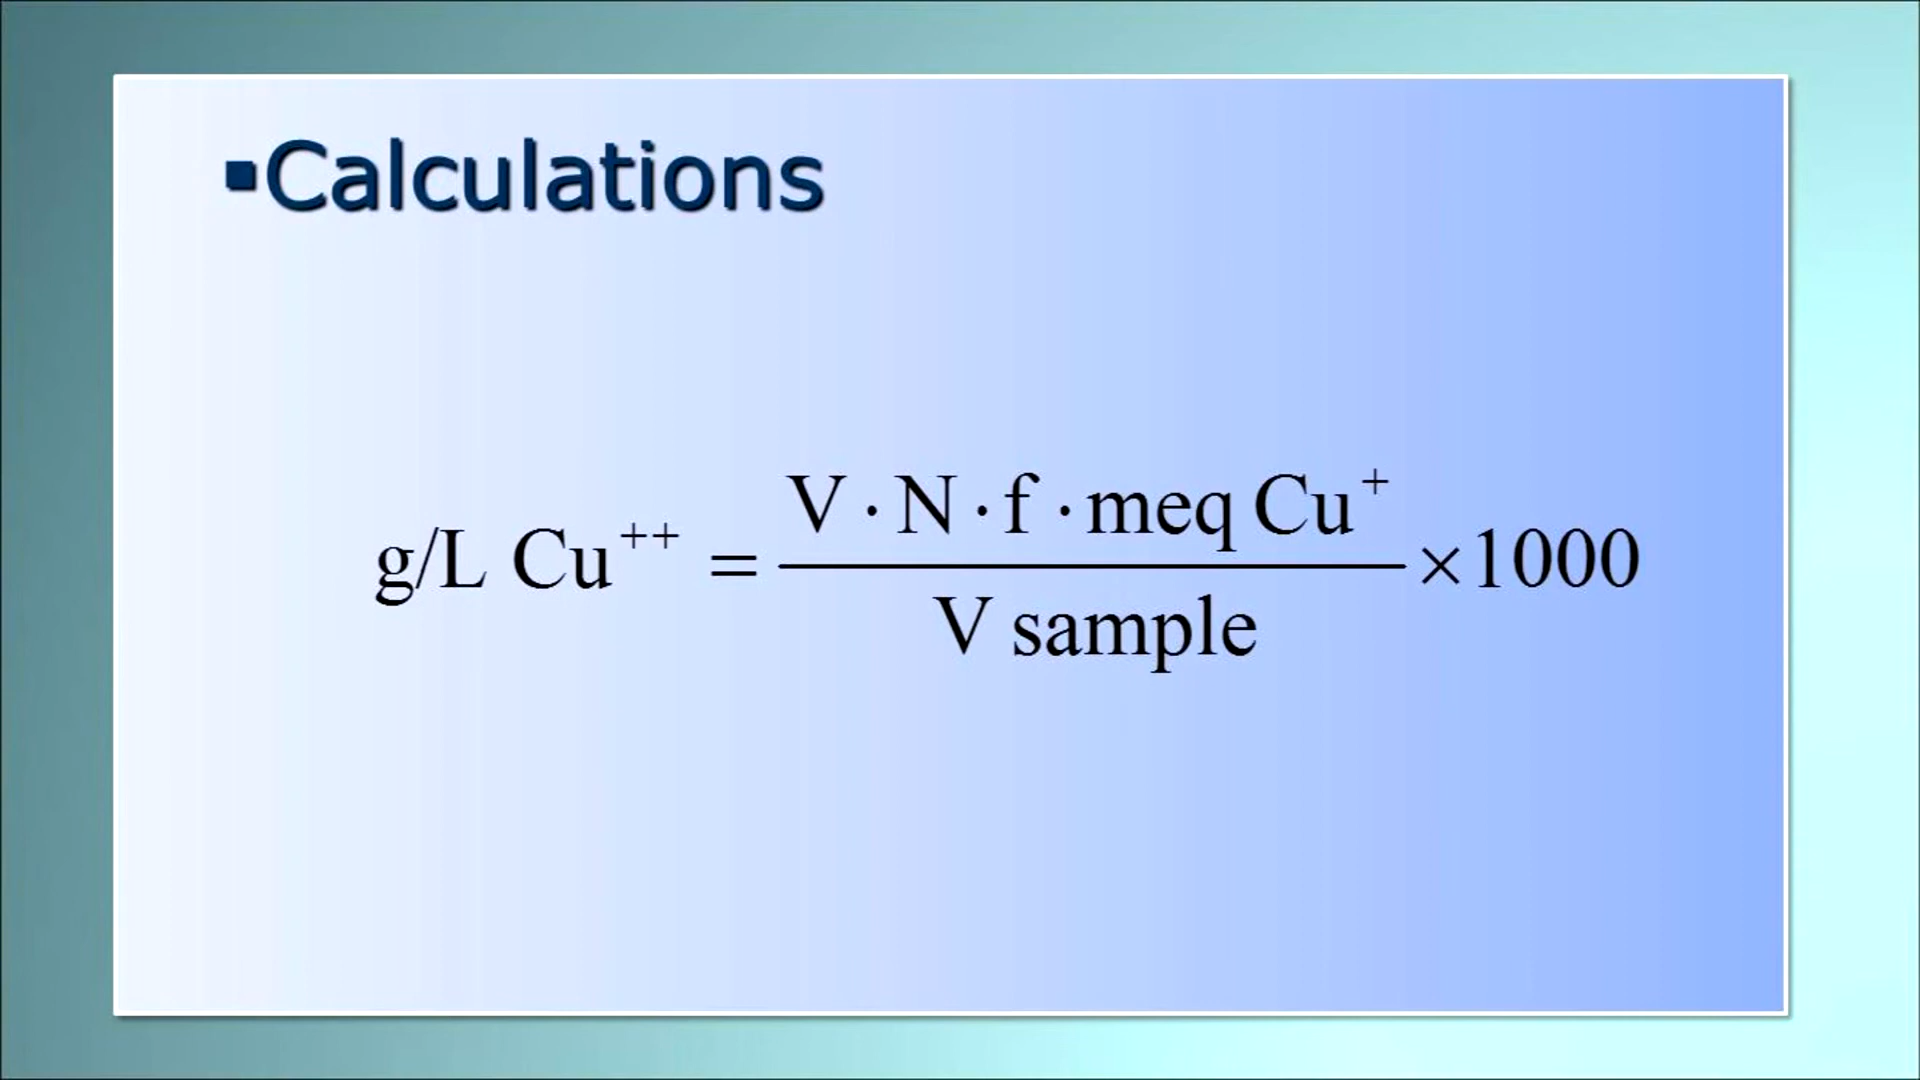 ▪Calculations
g/L Cu⁺⁺ = (V · N · f · meq Cu⁺ / V sample) ×1000